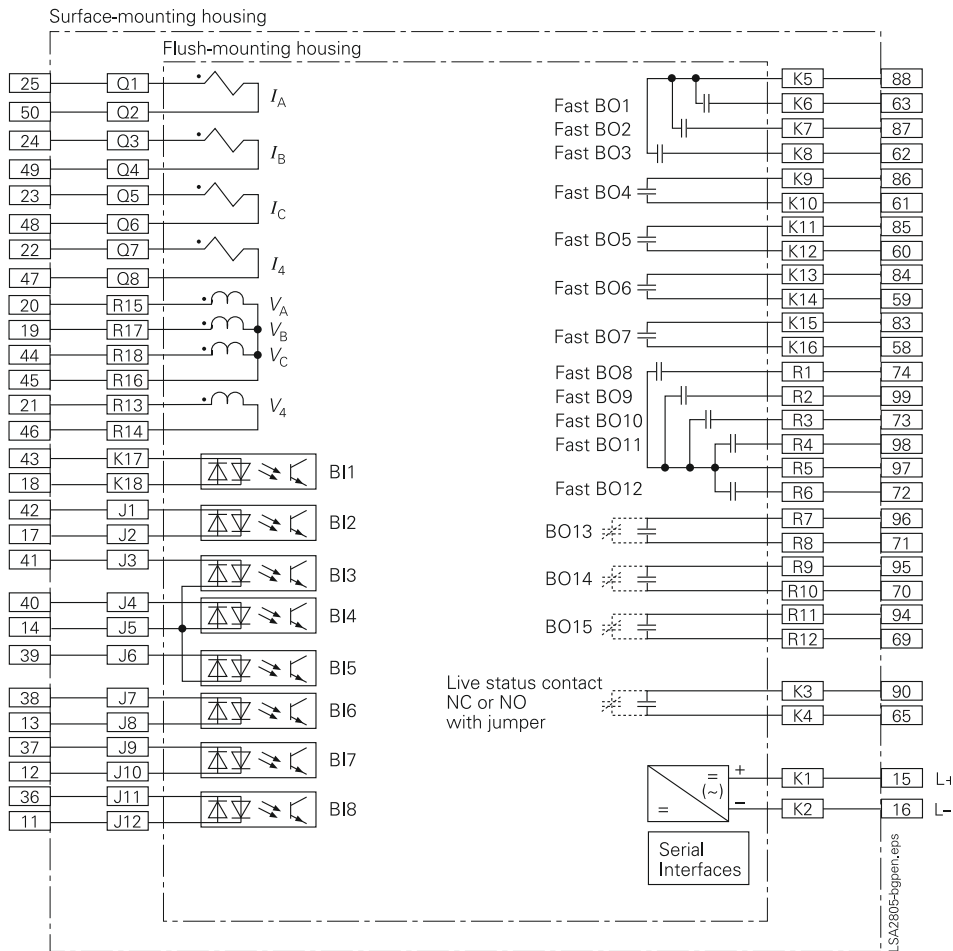 Surface-mounting housing
Flush-mounting housing
25 Q1 I_A
50 Q2
24 Q3 I_B
49 Q4
23 Q5 I_C
48 Q6
22 Q7 I_4
47 Q8
20 R15 V_A
19 R17 V_B
44 R18 V_C
45 R16
21 R13 V_4
46 R14
43 K17 BI1
18 K18
42 J1 BI2
17 J2
41 J3 BI3
40 J4 BI4
14 J5
39 J6 BI5
38 J7 BI6
13 J8
37 J9 BI7
12 J10
36 J11 BI8
11 J12
K5 88
Fast BO1 K6 63
Fast BO2 K7 87
Fast BO3 K8 62
Fast BO4 K9 86
K10 61
Fast BO5 K11 85
K12 60
Fast BO6 K13 84
K14 59
Fast BO7 K15 83
K16 58
Fast BO8 R1 74
Fast BO9 R2 99
Fast BO10 R3 73
Fast BO11 R4 98
R5 97
Fast BO12 R6 72
BO13 R7 96
R8 71
BO14 R9 95
R10 70
BO15 R11 94
R12 69
Live status contact
NC or NO
with jumper
K3 90
K4 65
= (~) + K1 15 L+
= − K2 16 L−
Serial
Interfaces
LSA2805-bgpen.eps